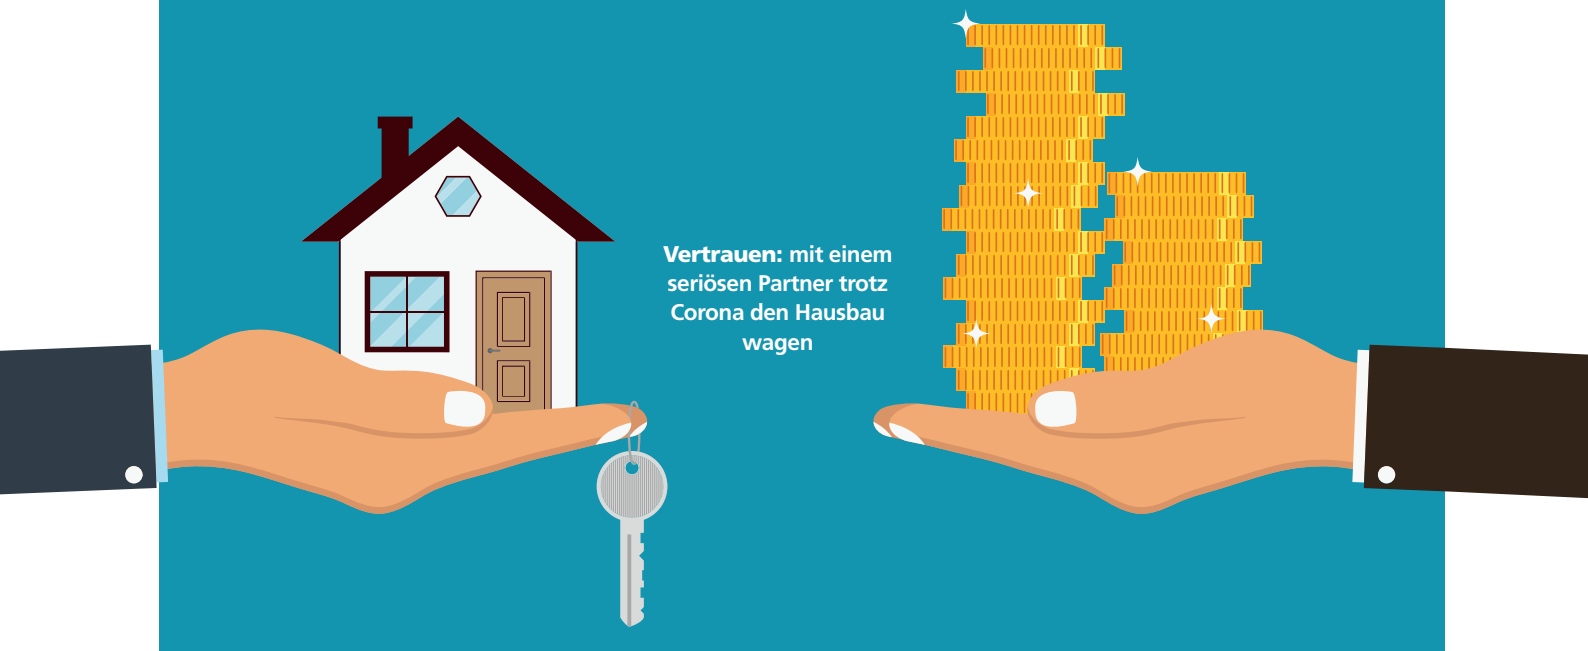 Vertrauen: mit einem
seriösen Partner trotz
Corona den Hausbau
wagen